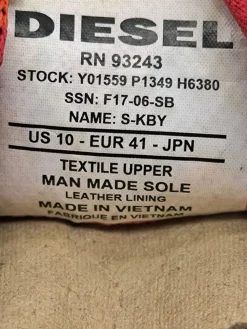 DIESEL
RN 93243
STOCK: Y01559 P1349 H6380
SSN: F17-06-SB
NAME: S-KBY
US 10 - EUR 41 - JPN
TEXTILE UPPER
MAN MADE SOLE
LEATHER LINING
MADE IN VIETNAM
FABRIQUE EN VIETNAM